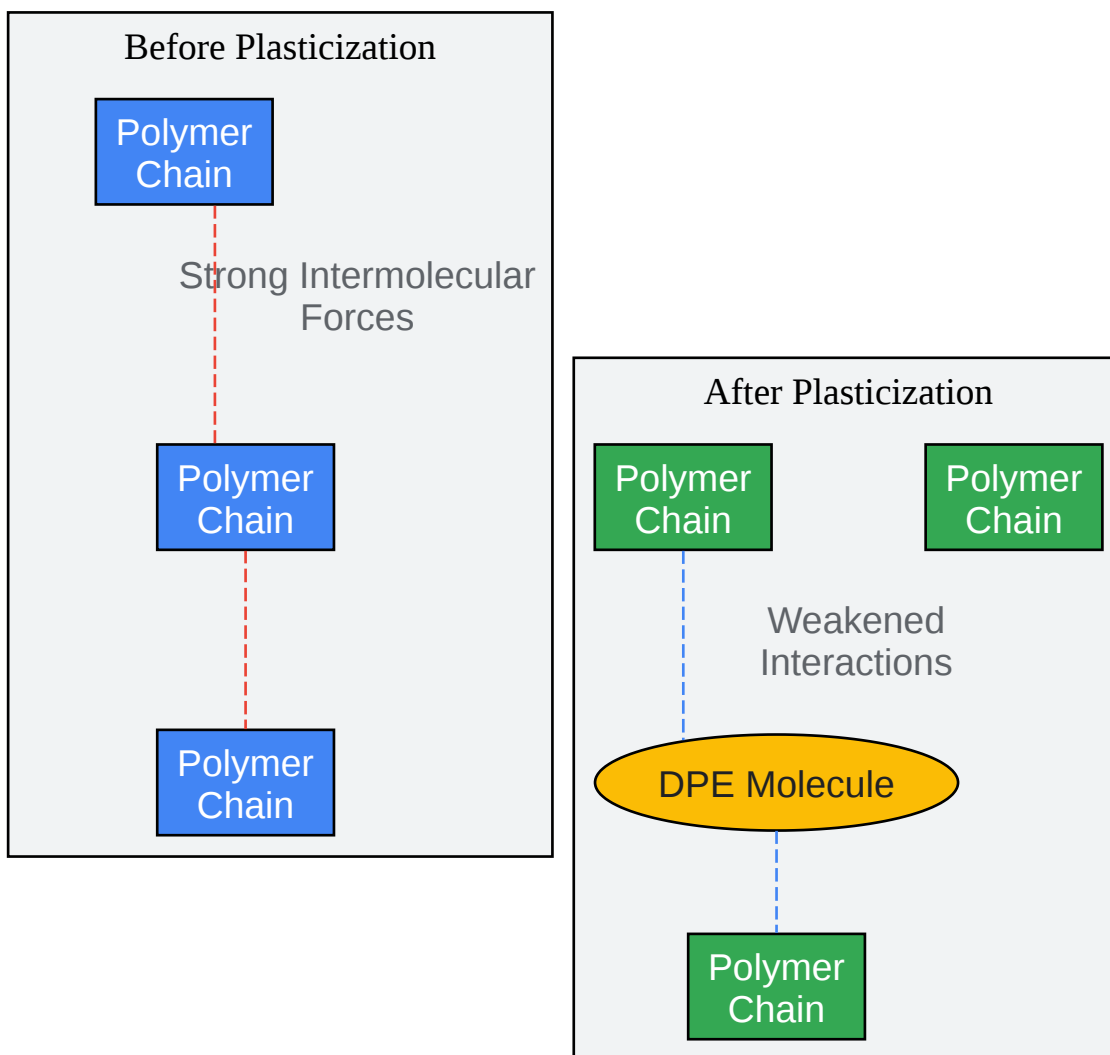 Before Plasticization
Polymer
Chain
Strong Intermolecular
Forces
Polymer
Chain
Polymer
Chain
After Plasticization
Polymer
Chain
Polymer
Chain
Weakened
Interactions
DPE Molecule
Polymer
Chain